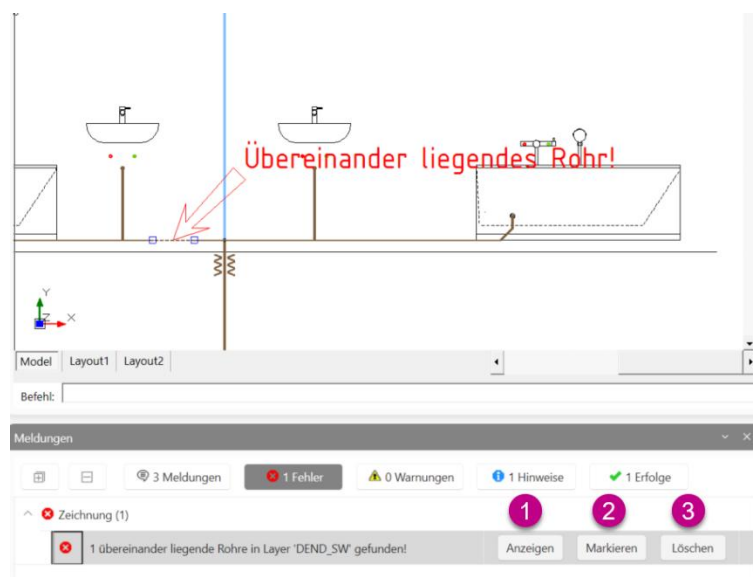 Übereinander liegendes Rohr!
Y
Z
X
Model Layout1 Layout2
Befehl:
Meldungen
3 Meldungen 1 Fehler 0 Warnungen 1 Hinweise 1 Erfolge
1 2 3
Zeichnung (1)
1 übereinander liegende Rohre in Layer 'DEND_SW' gefunden! Anzeigen Markieren Löschen